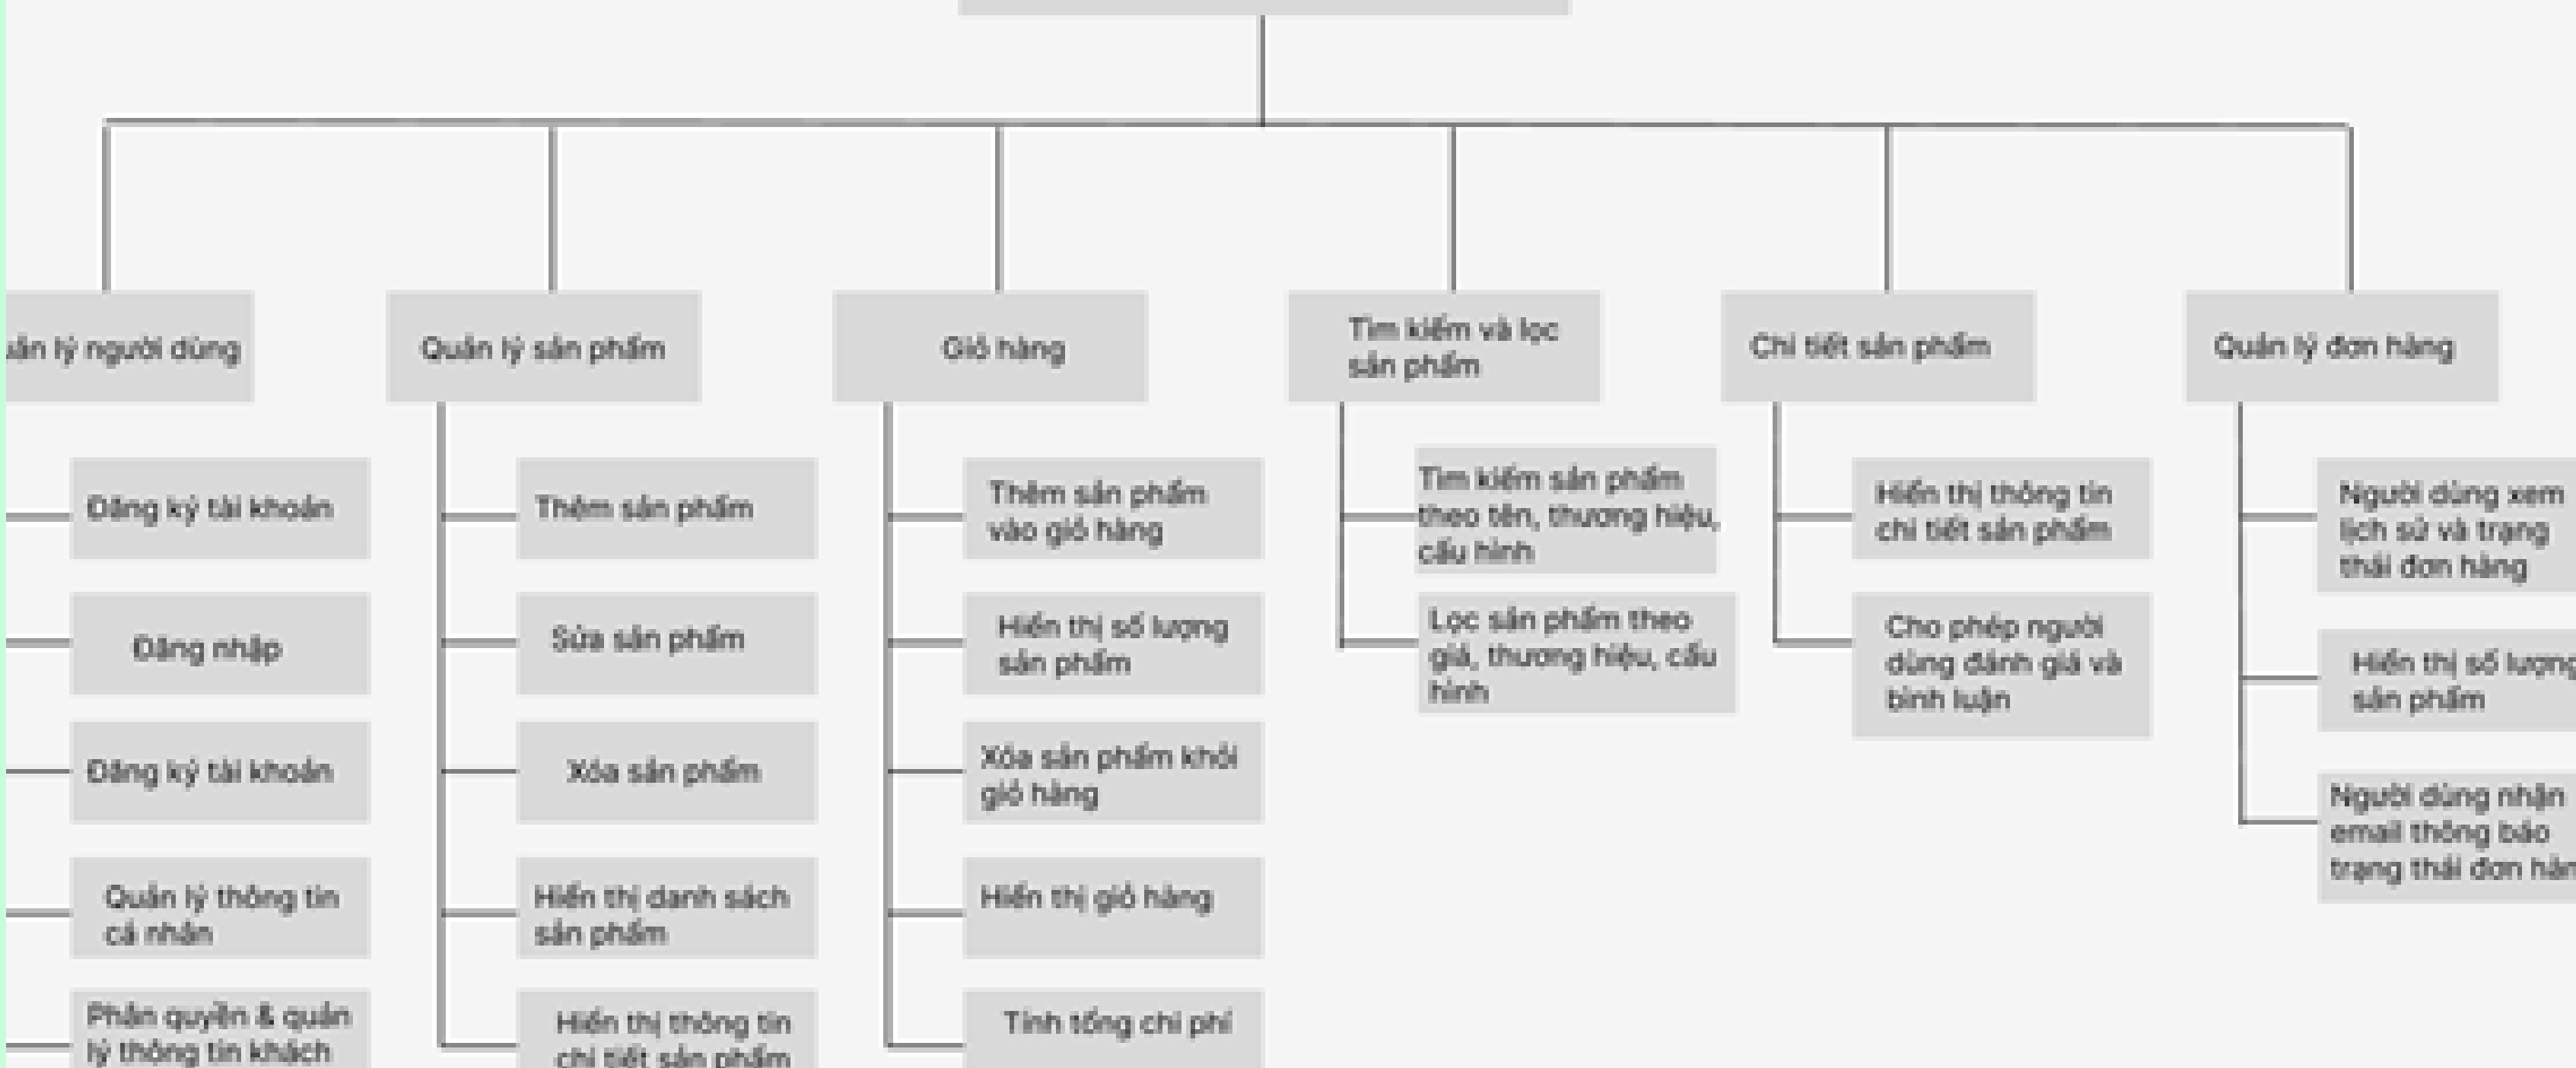 lý người dùng
Đăng ký tài khoản
Đăng nhập
Đăng ký tài khoản
Quản lý thông tin
cá nhân
Phân quyền & quản
lý thông tin khách
Quản lý sản phẩm
Thêm sản phẩm
Sửa sản phẩm
Xóa sản phẩm
Hiển thị danh sách
sản phẩm
Hiển thị thông tin
chi tiết sản phẩm
Giỏ hàng
Thêm sản phẩm
vào giỏ hàng
Hiển thị số lượng
sản phẩm
Xóa sản phẩm khỏi
giỏ hàng
Hiển thị giỏ hàng
Tính tổng chi phí
Tìm kiếm và lọc
sản phẩm
Tìm kiếm sản phẩm
theo tên, thương hiệu,
cấu hình
Lọc sản phẩm theo
giá, thương hiệu, cấu
hình
Chi tiết sản phẩm
Hiển thị thông tin
chi tiết sản phẩm
Cho phép người
dùng đánh giá và
bình luận
Quản lý đơn hàng
Người dùng xem
lịch sử và trạng
thái đơn hàng
Hiển thị số lượng
sản phẩm
Người dùng nhận
email thông báo
trạng thái đơn